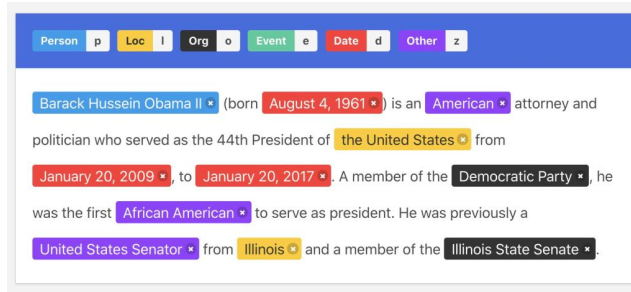 Person p Loc l Org o Event e Date d Other z
Barack Hussein Obama II (born August 4, 1961) is an American attorney and
politician who served as the 44th President of the United States from
January 20, 2009, to January 20, 2017. A member of the Democratic Party, he
was the first African American to serve as president. He was previously a
United States Senator from Illinois and a member of the Illinois State Senate.